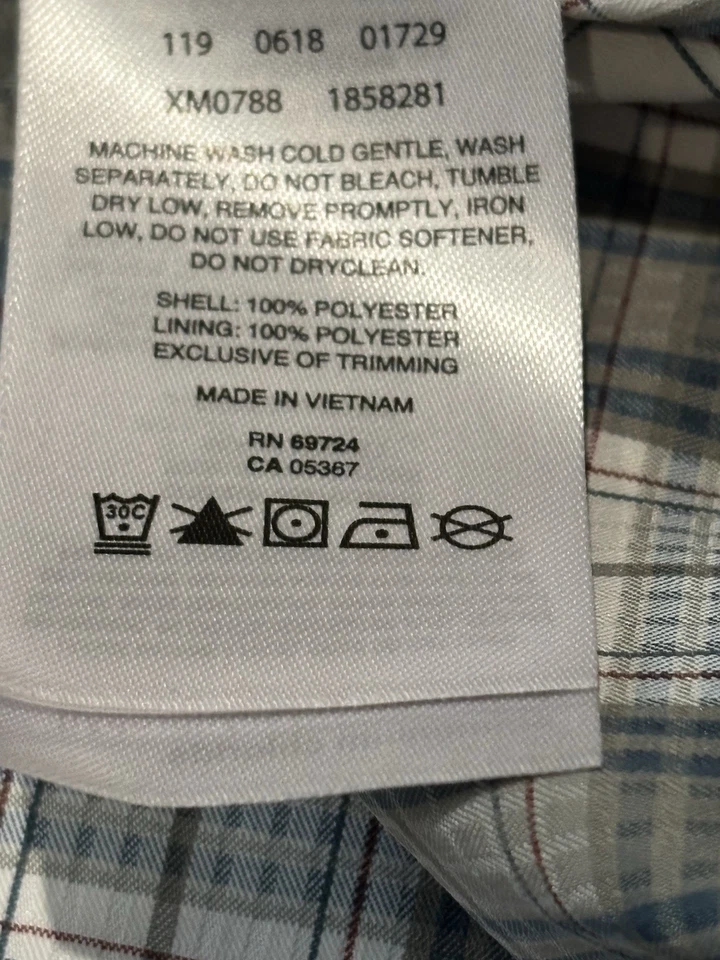 119 0618 01729
XM0788 1858281
MACHINE WASH COLD GENTLE, WASH
SEPARATELY, DO NOT BLEACH, TUMBLE
DRY LOW, REMOVE PROMPTLY, IRON
LOW, DO NOT USE FABRIC SOFTENER,
DO NOT DRYCLEAN.
SHELL: 100% POLYESTER
LINING: 100% POLYESTER
EXCLUSIVE OF TRIMMING
MADE IN VIETNAM
RN 69724
CA 05367
30C